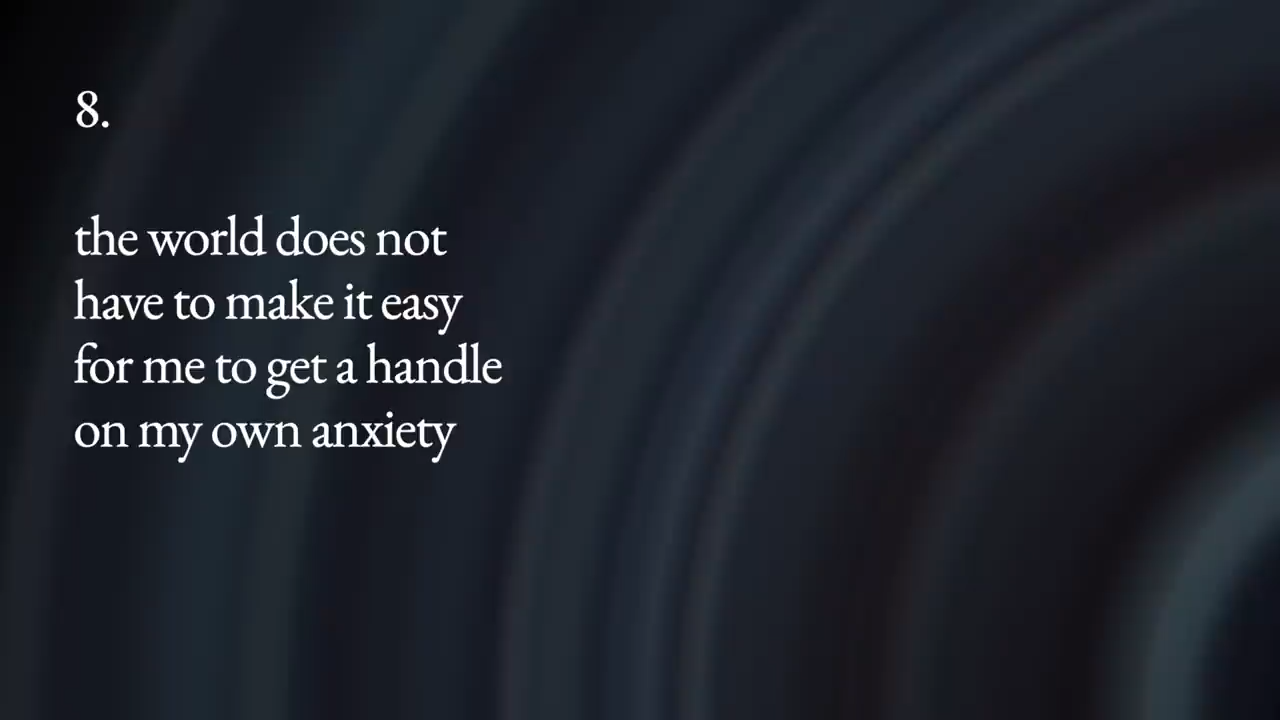 8.
the world does not
have to make it easy
for me to get a handle
on my own anxiety